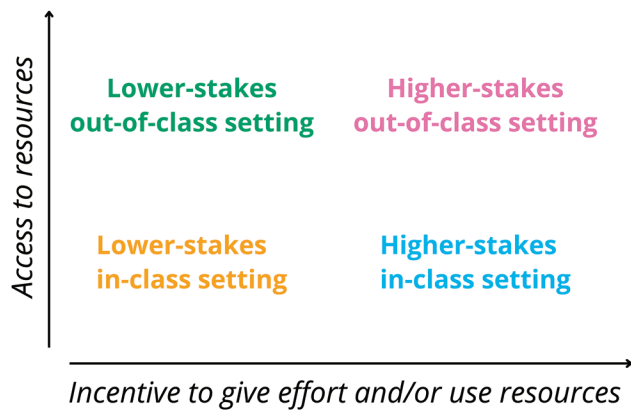 Access to resources
Lower-stakes
out-of-class setting
Higher-stakes
out-of-class setting
Lower-stakes
in-class setting
Higher-stakes
in-class setting
Incentive to give effort and/or use resources